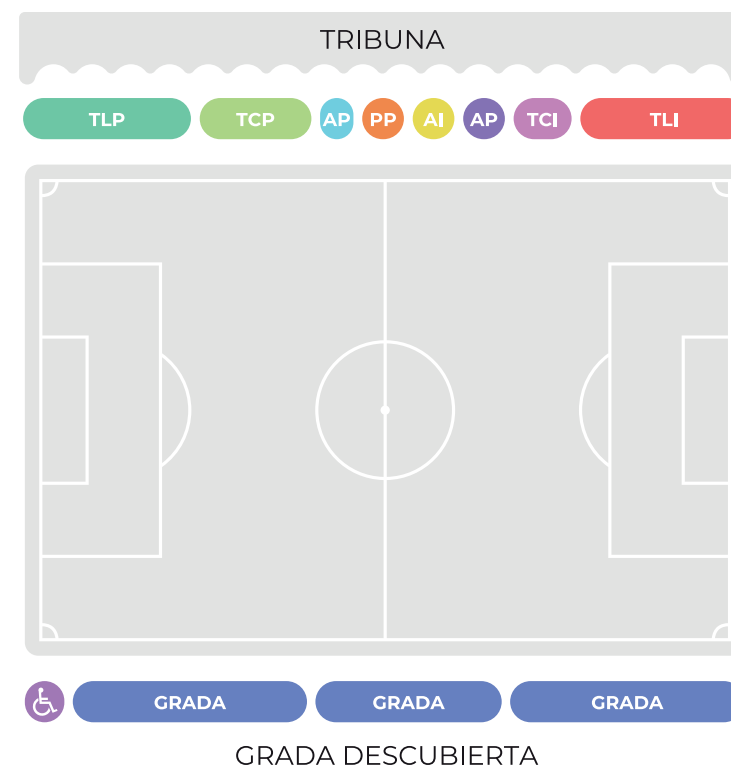 TRIBUNA
TLP TCP AP PP AI AP TCI TLI
GRADA GRADA GRADA
GRADA DESCUBIERTA